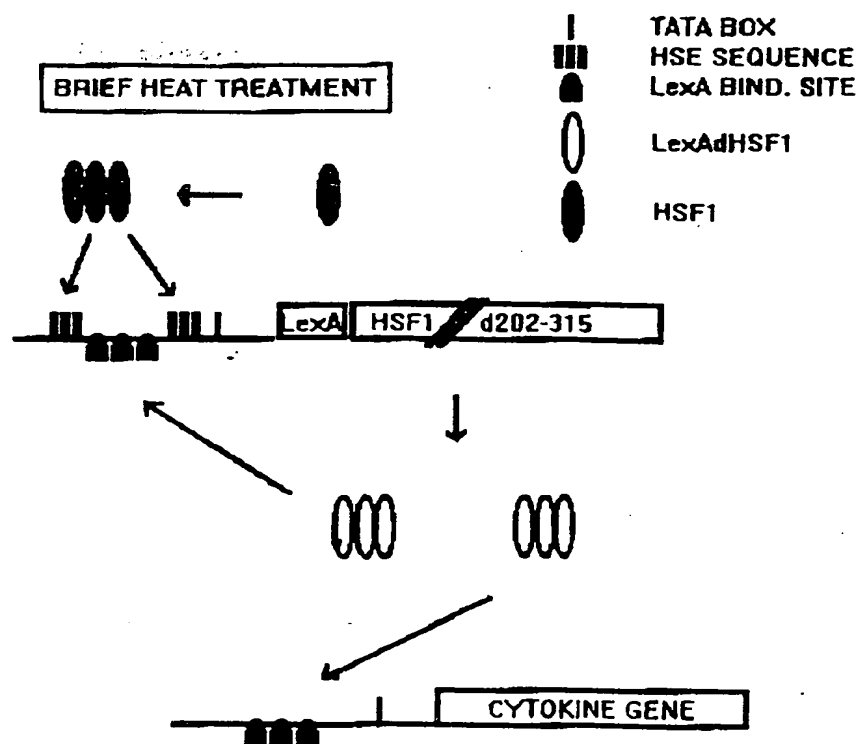 TATA BOX
HSE SEQUENCE
BRIEF HEAT TREATMENT
LexA BIND. SITE
LexAdHSF1
HSF1
LexA HSF1 d202-315
CYTOKINE GENE